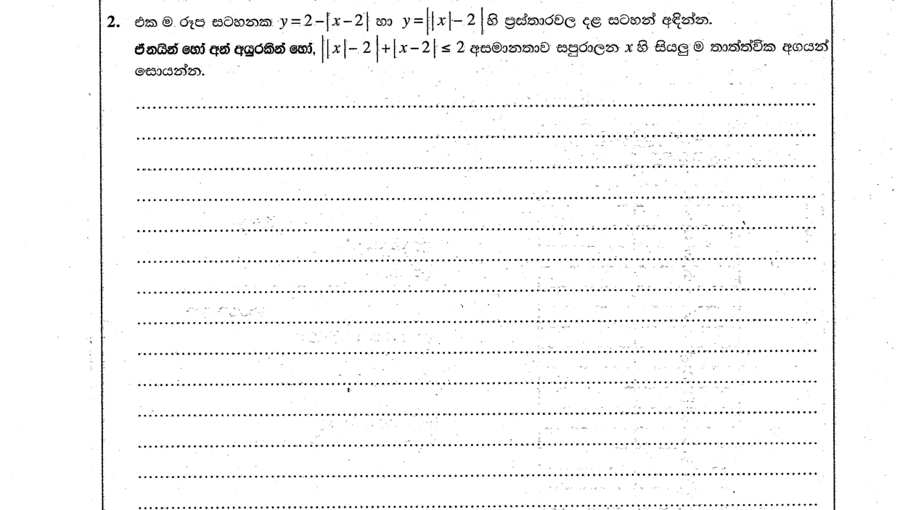 2. එක ම රූප සටහනක y = 2 – |x – 2| හා y = ||x| – 2| හි ප්‍රස්තාරවල දළ සටහන් අඳින්න.
ඒ නයින් හෝ අන් අයුරකින් හෝ, ||x| – 2| + |x – 2| ≤ 2 අසමානතාව සපුරාලන x හි සියලු ම තාත්ත්වික අගයන්
සොයන්න.